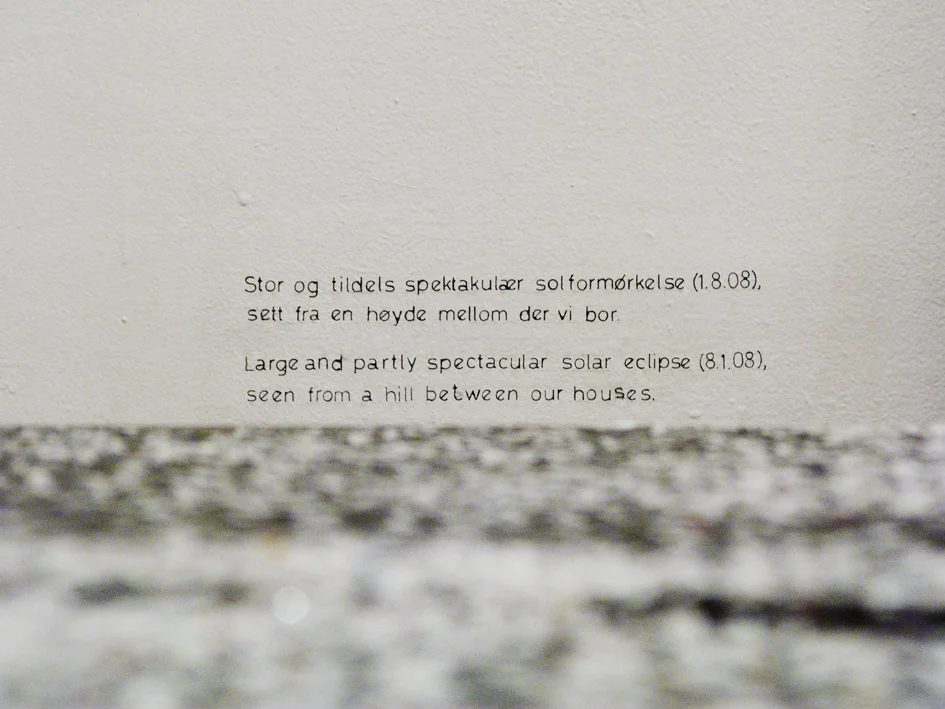 Stor og tildels spektakulær solformørkelse (1.8.08),
sett fra en høyde mellom der vi bor.
Large and partly spectacular solar eclipse (8.1.08),
seen from a hill between our houses.